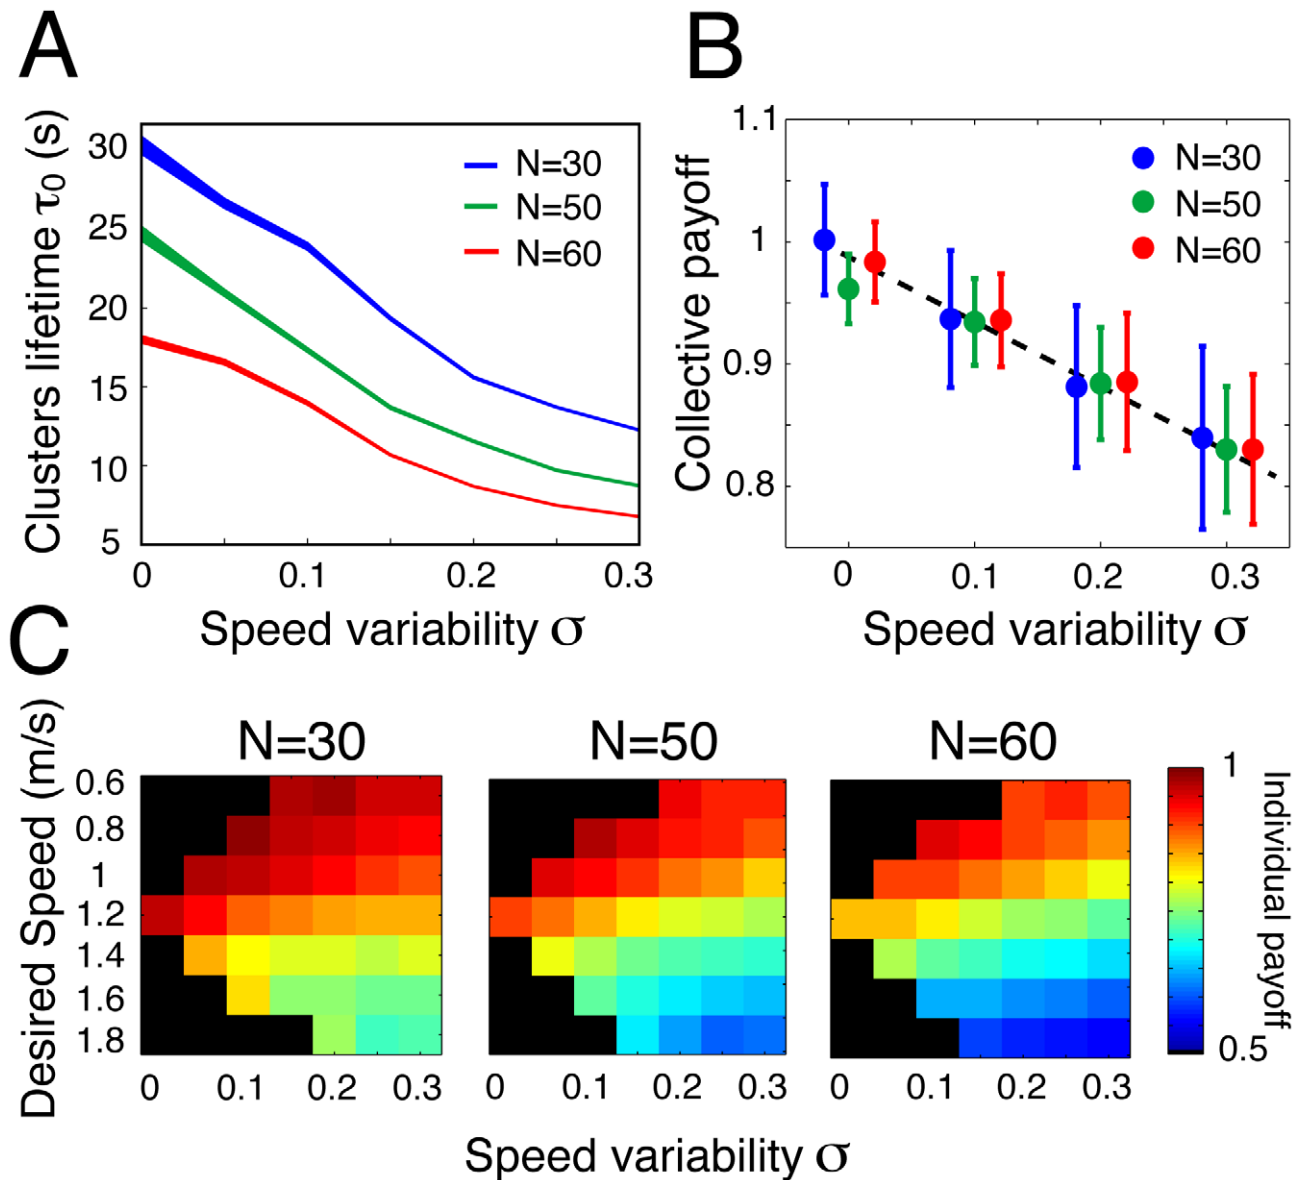 A
Clusters lifetime τ0 (s)
30
25
20
15
10
5
N=30
N=50
N=60
0 0.1 0.2 0.3
Speed variability σ
B
Collective payoff
1.1
1
0.9
0.8
N=30
N=50
N=60
0 0.1 0.2 0.3
Speed variability σ
C
Desired Speed (m/s)
N=30 N=50 N=60
0.6
0.8
1
1.2
1.4
1.6
1.8
0 0.1 0.2 0.3
0 0.1 0.2 0.3
0 0.1 0.2 0.3
1
0.5
Individual payoff
Speed variability σ